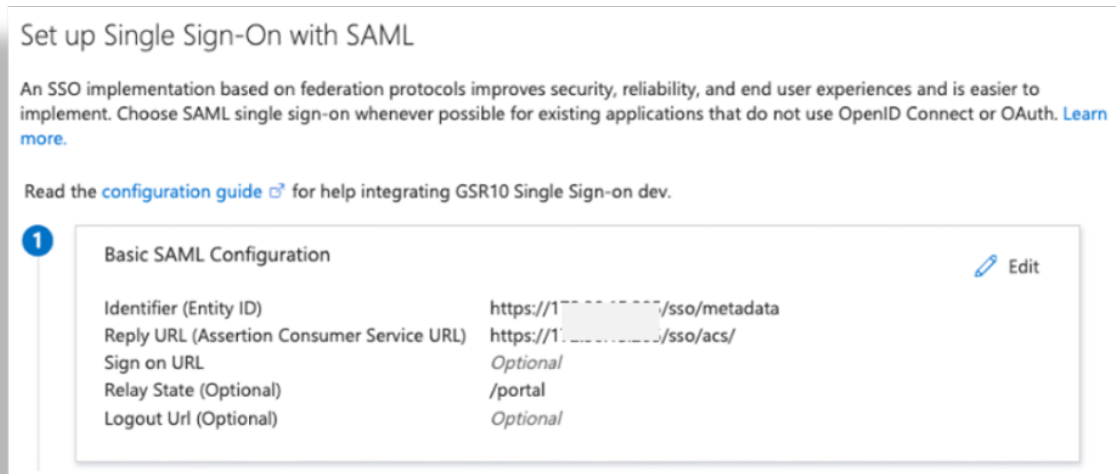 Set up Single Sign-On with SAML
An SSO implementation based on federation protocols improves security, reliability, and end user experiences and is easier to
implement. Choose SAML single sign-on whenever possible for existing applications that do not use OpenID Connect or OAuth. Learn
more.
Read the configuration guide for help integrating GSR10 Single Sign-on dev.
1
Basic SAML Configuration
Edit
Identifier (Entity ID) https://1 /sso/metadata
Reply URL (Assertion Consumer Service URL) https://1 /sso/acs/
Sign on URL Optional
Relay State (Optional) /portal
Logout Url (Optional) Optional